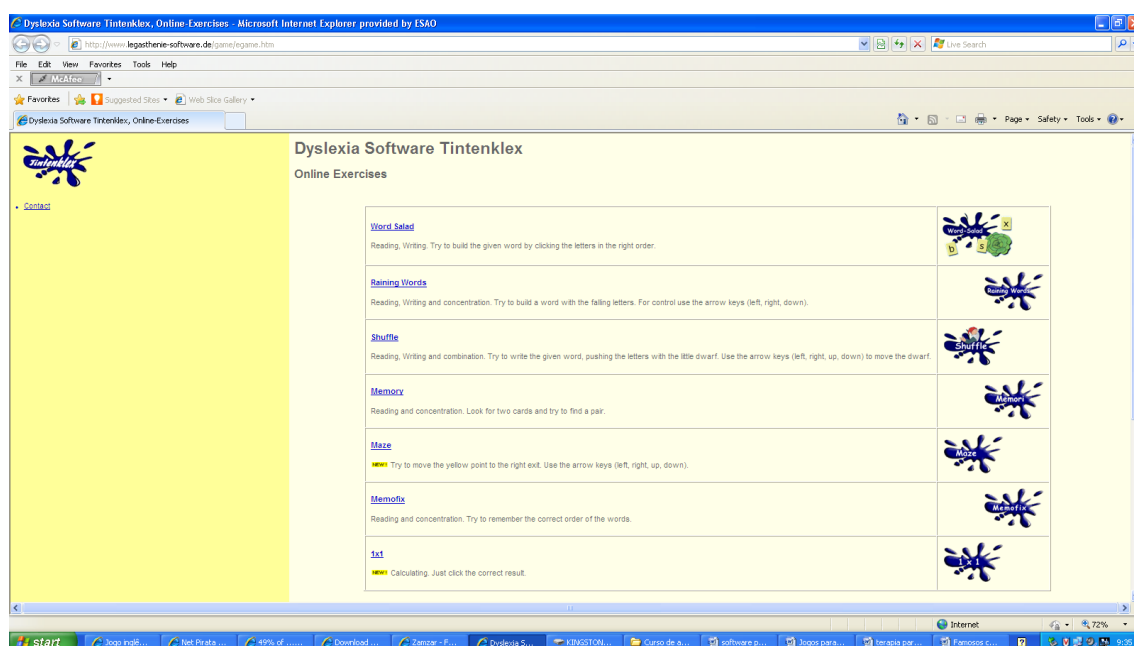 Dyslexia Software Tintenklex, Online-Exercises - Microsoft Internet Explorer provided by ESAO
http://www.legasthenie-software.de/game/egame.htm
Live Search
File Edit View Favorites Tools Help
McAfee
Favorites Suggested Sites Web Slice Gallery
Dyslexia Software Tintenklex, Online-Exercises
Page Safety Tools
Tintenklex
Contact
Dyslexia Software Tintenklex
Online Exercises
Word Salad
Reading, Writing. Try to build the given word by clicking the letters in the right order.
Word-Salad x b s
Raining Words
Reading, Writing and concentration. Try to build a word with the falling letters. For control use the arrow keys (left, right, down).
Raining Words
Shuffle
Reading, Writing and combination. Try to write the given word, pushing the letters with the little dwarf. Use the arrow keys (left, right, up, down) to move the dwarf.
Shuffle
Memory
Reading and concentration. Look for two cards and try to find a pair.
Memori
Maze
NEW! Try to move the yellow point to the right exit. Use the arrow keys (left, right, up, down).
Maze
Memofix
Reading and concentration. Try to remember the correct order of the words.
Memofix
1x1
NEW! Calculating. Just click the correct result.
1x1
Internet 72%
start Jogo inglê... Net Pirata ... 49% of ... Download ... Zamzar - F... Dyslexia S... KINGSTON... Curso de a... software p... Jogos para... terapia par... Famosos c... 9:35